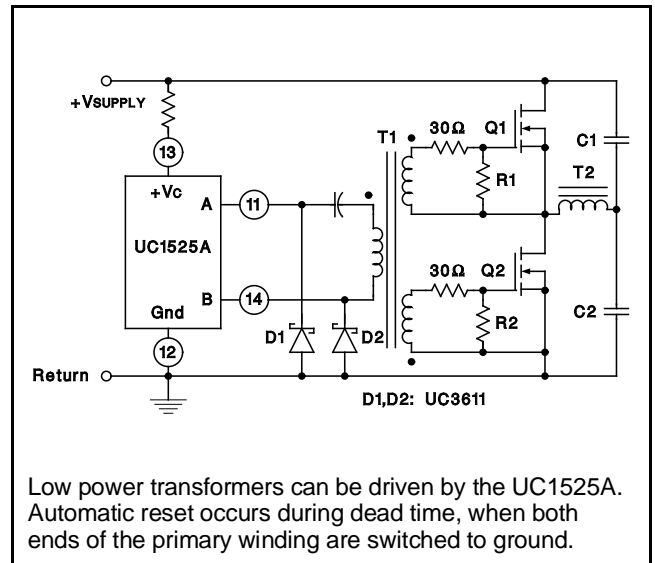 +VSUPPLY
13
+Vc
A
11
UC1525A
B
14
Gnd
12
Return
D1
D2
T1
30Ω
Q1
R1
C1
T2
30Ω
Q2
R2
C2
D1,D2: UC3611
Low power transformers can be driven by the UC1525A.
Automatic reset occurs during dead time, when both
ends of the primary winding are switched to ground.